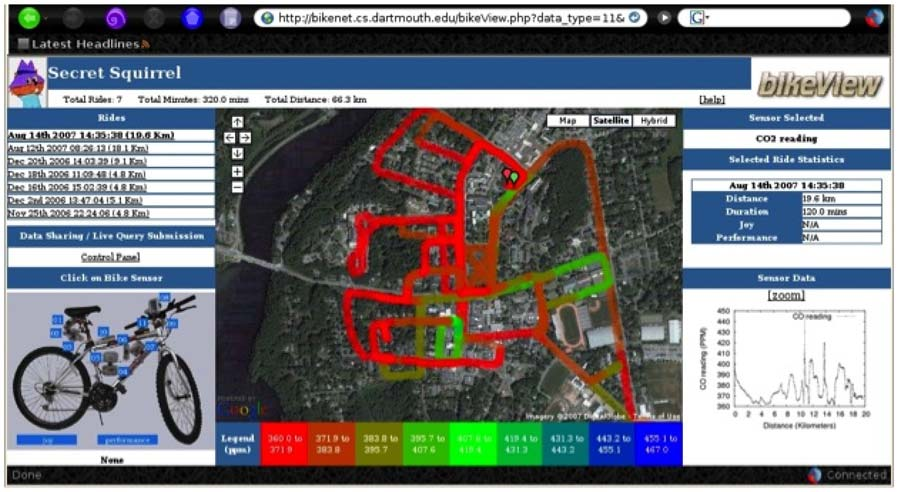 http://bikenet.cs.dartmouth.edu/bikeView.php?data_type=11&
G
Latest Headlines
Secret Squirrel
bikeView
Total Rides: 7 Total Minutes: 320.0 mins Total Distance: 66.3 km
[help]
Rides
Aug 14th 2007 14:35:38 (19.6 Km)
Aug 12th 2007 08:26:13 (18.1 Km)
Dec 20th 2006 14:03:39 (9.1 Km)
Dec 18th 2006 11:09:48 (4.8 Km)
Dec 16th 2006 15:02:39 (4.8 Km)
Dec 2nd 2006 13:47:04 (5.1 Km)
Nov 25th 2006 22:24:06 (4.8 Km)
Data Sharing / Live Query Submission
Control Panel
Click on Bike Sensor
joy performance
None
Map Satellite Hybrid
POWERED BY
Google
Imagery ©2007 DigitalGlobe - Terms of Use
Legend (ppm)
360.0 to 371.9
371.9 to 383.8
383.8 to 395.7
395.7 to 407.6
407.6 to 419.4
419.4 to 431.3
431.3 to 443.2
443.2 to 455.1
455.1 to 467.0
Sensor Selected
CO2 reading
Selected Ride Statistics
Aug 14th 2007 14:35:38
Distance 19.6 km
Duration 120.0 mins
Joy N/A
Performance N/A
Sensor Data
[zoom]
CO reading
CO reading (PPM)
450
440
430
420
410
400
390
380
370
360
0 2 4 6 8 10 12 14 16 18 20
Distance (Kilometers)
Done
Connected